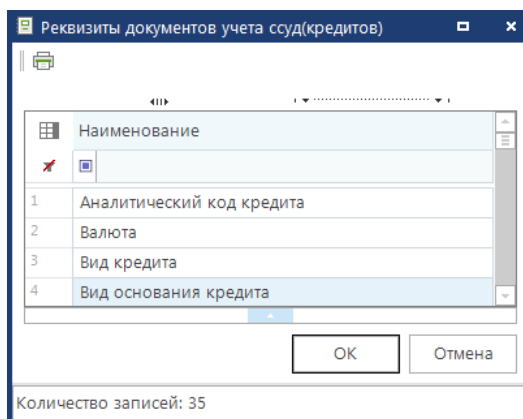 Реквизиты документов учета ссуд(кредитов)
Наименование
1 Аналитический код кредита
2 Валюта
3 Вид кредита
4 Вид основания кредита
ОК Отмена
Количество записей: 35